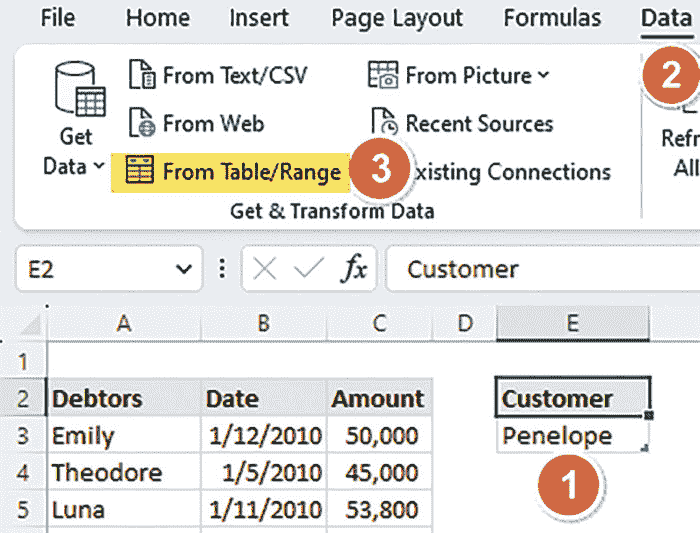 File Home Insert Page Layout Formulas Data
From Text/CSV From Picture 2
Get Data From Web Recent Sources Refr All
From Table/Range 3 xisting Connections
Get & Transform Data
E2 fx Customer
A B C D E
1
2 Debtors Date Amount Customer
3 Emily 1/12/2010 50,000 Penelope
4 Theodore 1/5/2010 45,000 1
5 Luna 1/11/2010 53,800